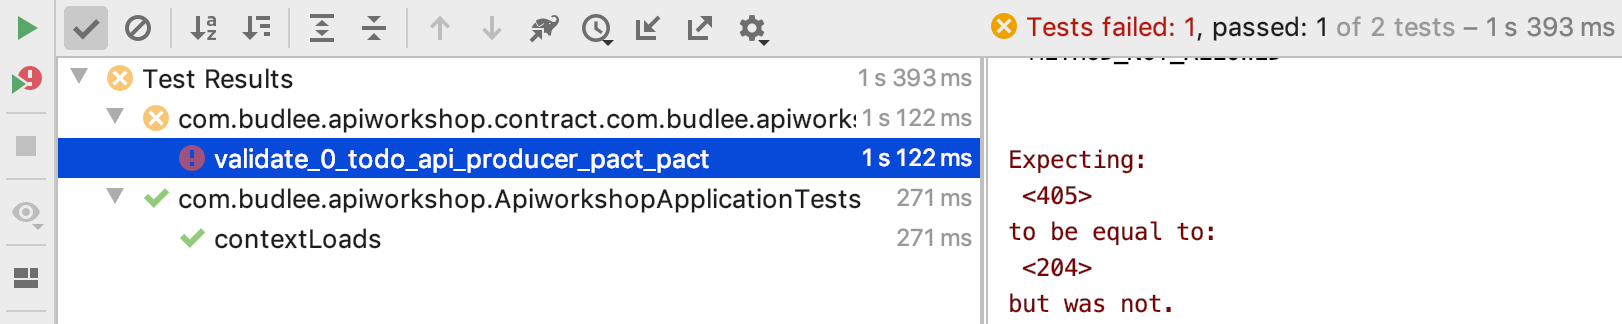 Tests failed: 1, passed: 1 of 2 tests – 1 s 393 ms
Test Results 1 s 393 ms
com.budlee.apiworkshop.contract.com.budlee.apiworks 1 s 122 ms
validate_0_todo_api_producer_pact_pact 1 s 122 ms
com.budlee.apiworkshop.ApiworkshopApplicationTests 271 ms
contextLoads 271 ms
METHOD_NOT_ALLOWED
Expecting:
<405>
to be equal to:
<204>
but was not.